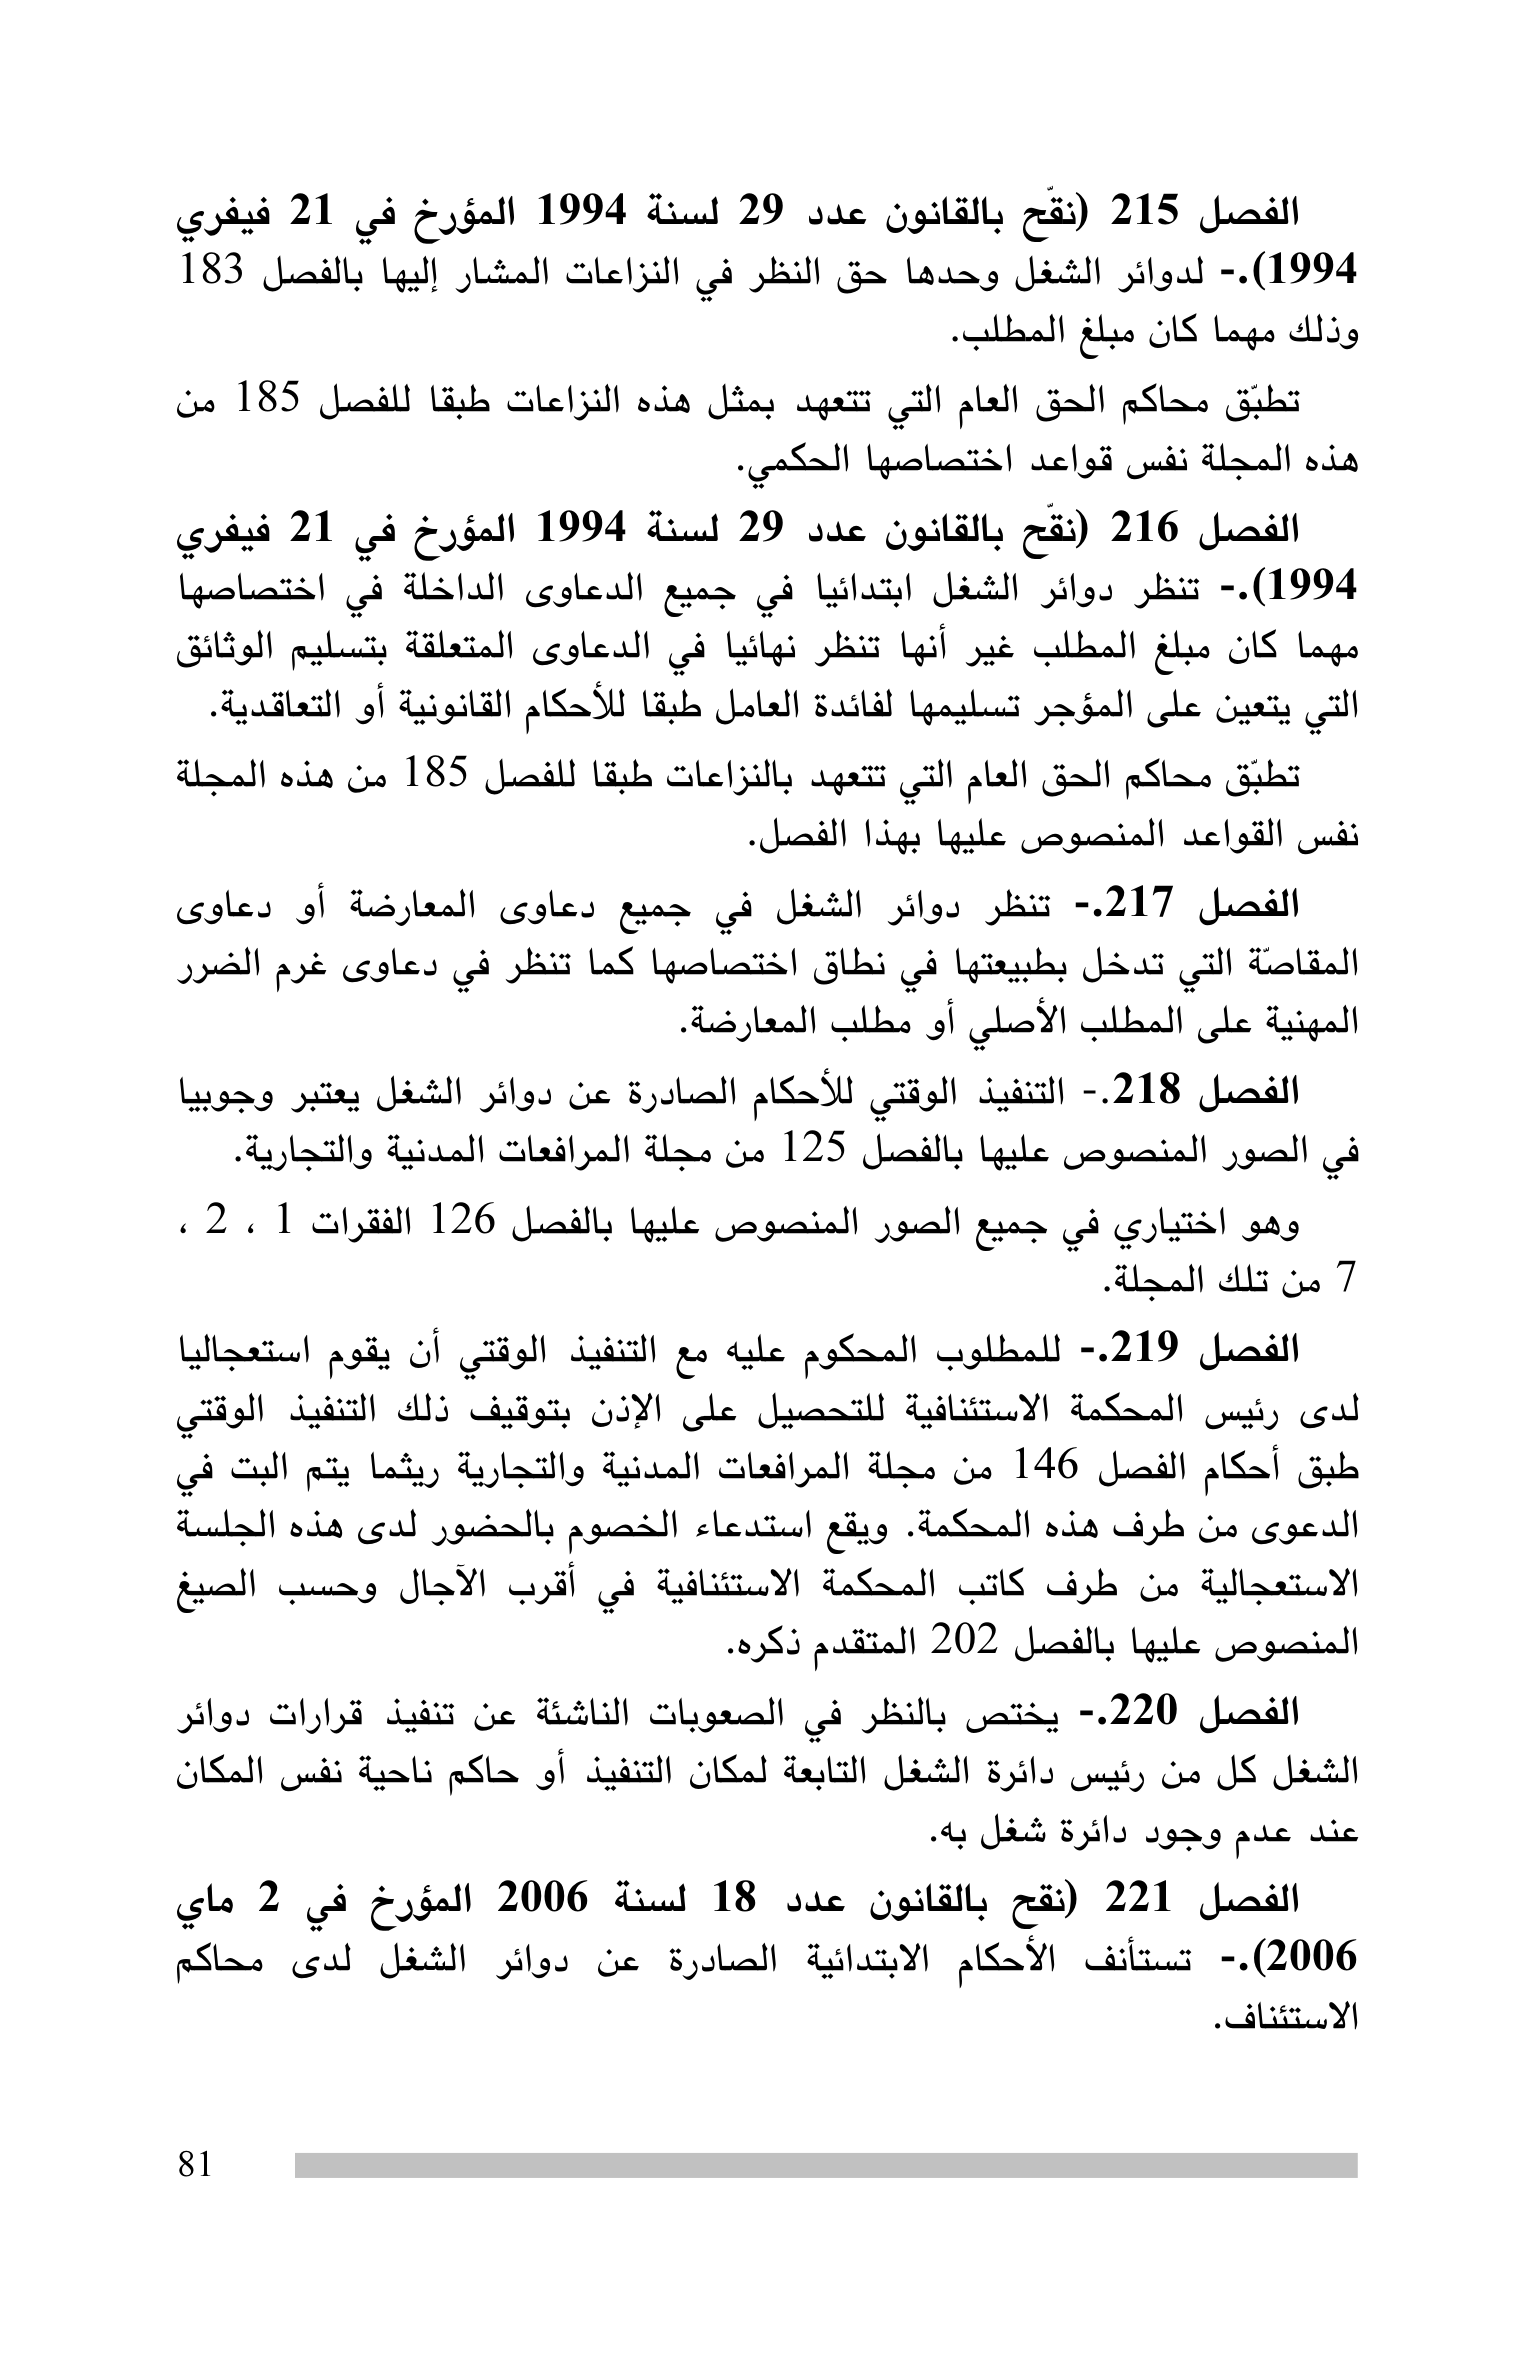 الفصل 215 (نقّح بالقانون عدد 29 لسنة 1994 المؤرخ في 21 فيفري
1994).- لدوائر الشغل وحدها حق النظر في النزاعات المشار إليها بالفصل 183
وذلك مهما كان مبلغ المطلب.
تطبّق محاكم الحق العام التي تتعهد بمثل هذه النزاعات طبقا للفصل 185 من
هذه المجلة نفس قواعد اختصاصها الحكمي.
الفصل 216 (نقّح بالقانون عدد 29 لسنة 1994 المؤرخ في 21 فيفري
1994).- تنظر دوائر الشغل ابتدائيا في جميع الدعاوى الداخلة في اختصاصها
مهما كان مبلغ المطلب غير أنها تنظر نهائيا في الدعاوى المتعلقة بتسليم الوثائق
التي يتعين على المؤجر تسليمها لفائدة العامل طبقا للأحكام القانونية أو التعاقدية.
تطبّق محاكم الحق العام التي تتعهد بالنزاعات طبقا للفصل 185 من هذه المجلة
نفس القواعد المنصوص عليها بهذا الفصل.
الفصل 217.- تنظر دوائر الشغل في جميع دعاوى المعارضة أو دعاوى
المقاصّة التي تدخل بطبيعتها في نطاق اختصاصها كما تنظر في دعاوى غرم الضرر
المهنية على المطلب الأصلي أو مطلب المعارضة.
الفصل 218.- التنفيذ الوقتي للأحكام الصادرة عن دوائر الشغل يعتبر وجوبيا
في الصور المنصوص عليها بالفصل 125 من مجلة المرافعات المدنية والتجارية.
وهو اختياري في جميع الصور المنصوص عليها بالفصل 126 الفقرات 1 ، 2 ،
7 من تلك المجلة.
الفصل 219.- للمطلوب المحكوم عليه مع التنفيذ الوقتي أن يقوم استعجاليا
لدى رئيس المحكمة الاستئنافية للتحصيل على الإذن بتوقيف ذلك التنفيذ الوقتي
طبق أحكام الفصل 146 من مجلة المرافعات المدنية والتجارية ريثما يتم البت في
الدعوى من طرف هذه المحكمة. ويقع استدعاء الخصوم بالحضور لدى هذه الجلسة
الاستعجالية من طرف كاتب المحكمة الاستئنافية في أقرب الآجال وحسب الصيغ
المنصوص عليها بالفصل 202 المتقدم ذكره.
الفصل 220.- يختص بالنظر في الصعوبات الناشئة عن تنفيذ قرارات دوائر
الشغل كل من رئيس دائرة الشغل التابعة لمكان التنفيذ أو حاكم ناحية نفس المكان
عند عدم وجود دائرة شغل به.
الفصل 221 (نقح بالقانون عدد 18 لسنة 2006 المؤرخ في 2 ماي
2006).- تستأنف الأحكام الابتدائية الصادرة عن دوائر الشغل لدى محاكم
الاستئناف.
81